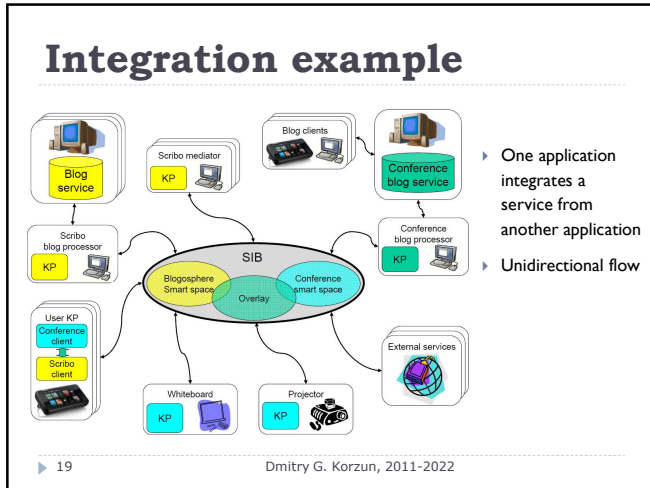 Integration example
Blog
service
Scribo mediator
KP
Blog clients
Conference
blog service
Scribo
blog processor
KP
Conference
blog processor
KP
SIB
Blogosphere
Smart space
Overlay
Conference
smart space
User KP
Conference
client
Scribo
client
Whiteboard
KP
Projector
KP
External services
One application
integrates a
service from
another application
Unidirectional flow
19
Dmitry G. Korzun, 2011-2022